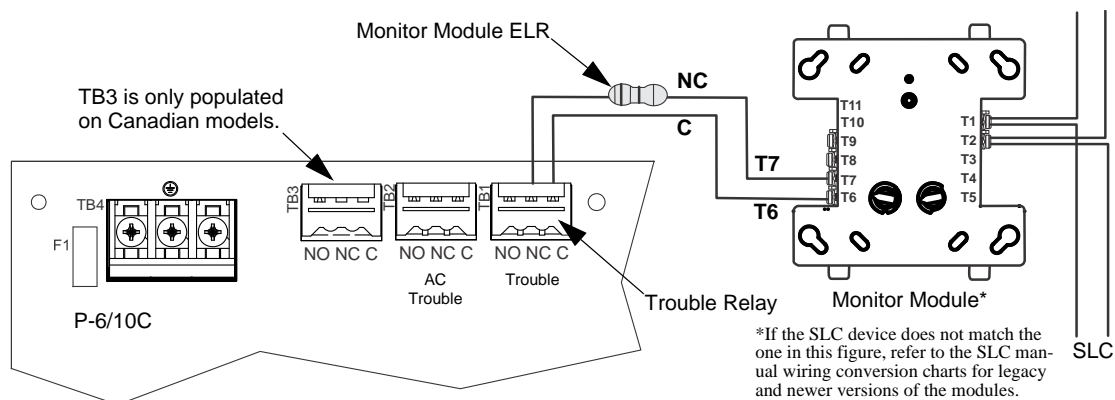 Monitor Module ELR
NC
C
TB3 is only populated
on Canadian models.
T11
T10
T9
T8
T7
T6
T1
T2
T3
T4
T5
T7
T6
TB4
F1
TB3
TB2
TB1
NO NC C
NO NC C
NO NC C
AC
Trouble
Trouble
P-6/10C
Trouble Relay
Monitor Module*
*If the SLC device does not match the
one in this figure, refer to the SLC man-
ual wiring conversion charts for legacy
and newer versions of the modules.
SLC